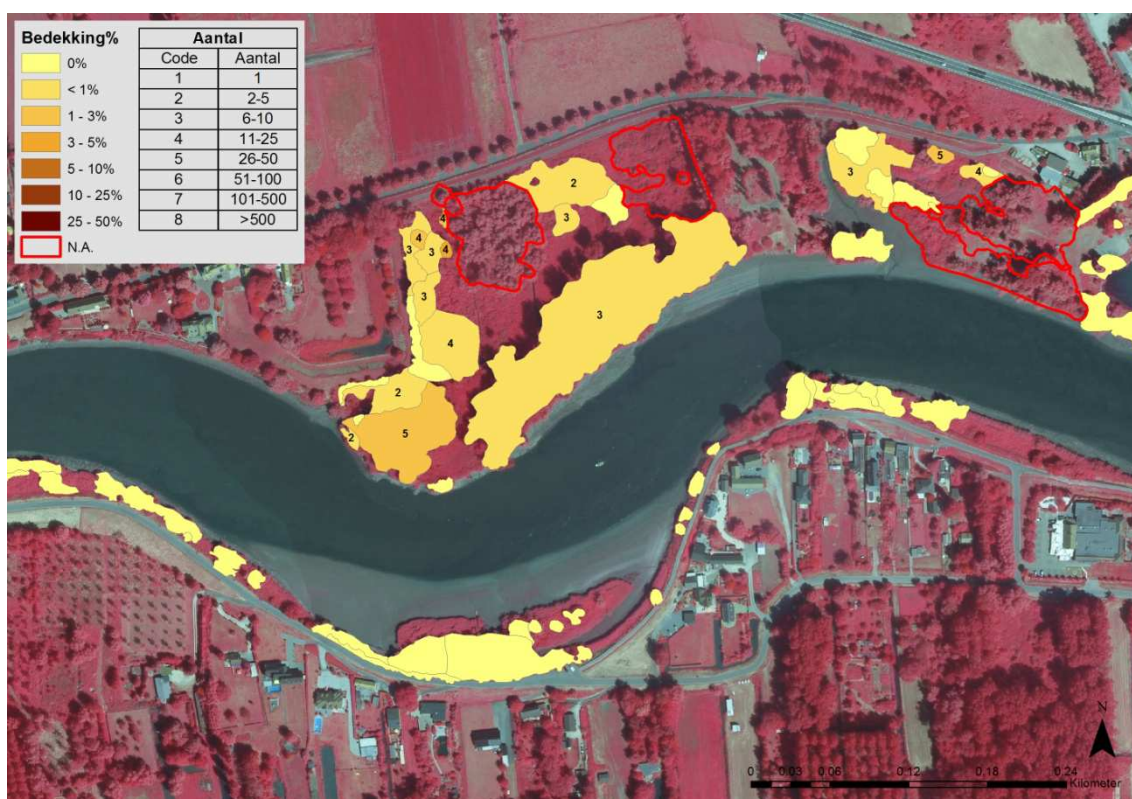 Bedekking%
0%
< 1%
1 - 3%
3 - 5%
5 - 10%
10 - 25%
25 - 50%
N.A.
Aantal
Code Aantal
1 1
2 2-5
3 6-10
4 11-25
5 26-50
6 51-100
7 101-500
8 >500
5
3
4
2
4
3
4
3 3 4
3
3
4
2
2
5
N
0 0,03 0,06 0,12 0,18 0,24
Kilometer